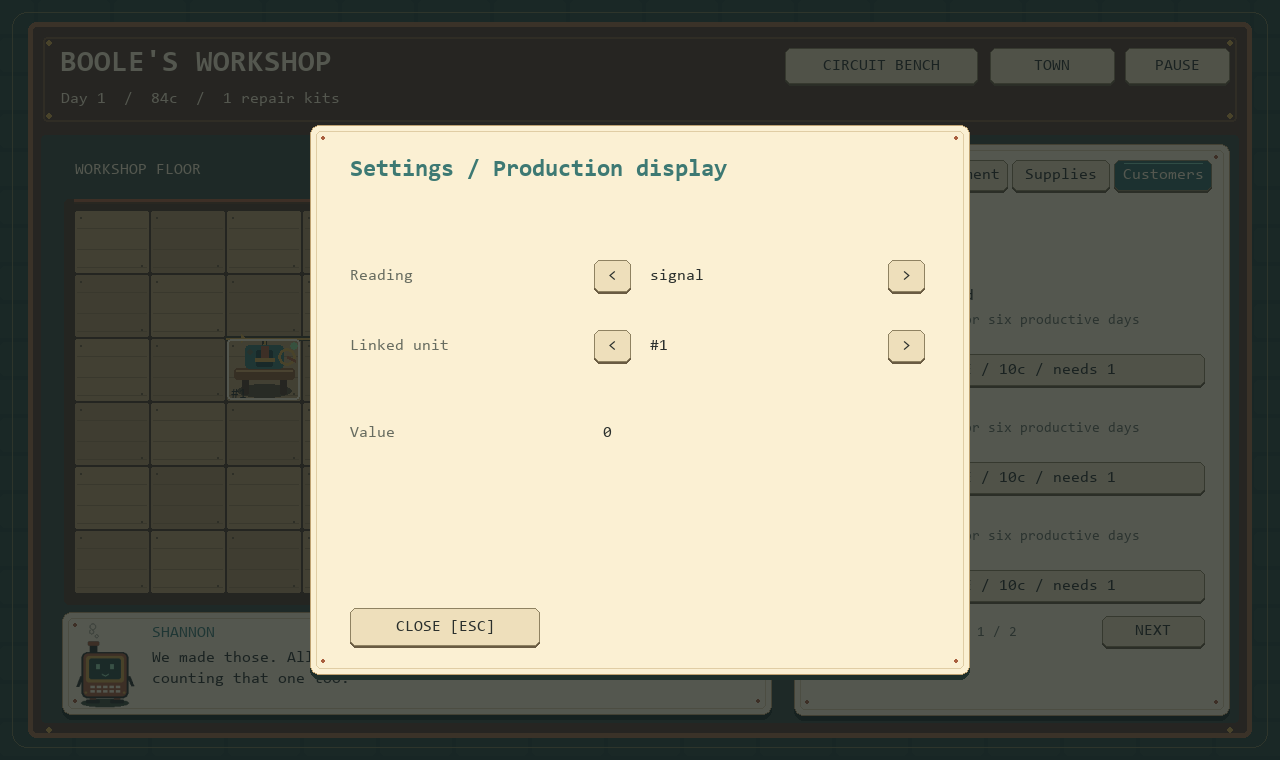 BOOLE'S WORKSHOP
CIRCUIT BENCH
TOWN
PAUSE
Day 1 / 84c / 1 repair kits
WORKSHOP FLOOR
Supplies
Customers
Settings / Production display
Reading
<
signal
>
Linked unit
<
#1
>
Value
0
CLOSE [ESC]
six productive days
/ 10c / needs 1
six productive days
/ 10c / needs 1
six productive days
/ 10c / needs 1
1 / 2
NEXT
SHANNON
We made those.
counting that one too.